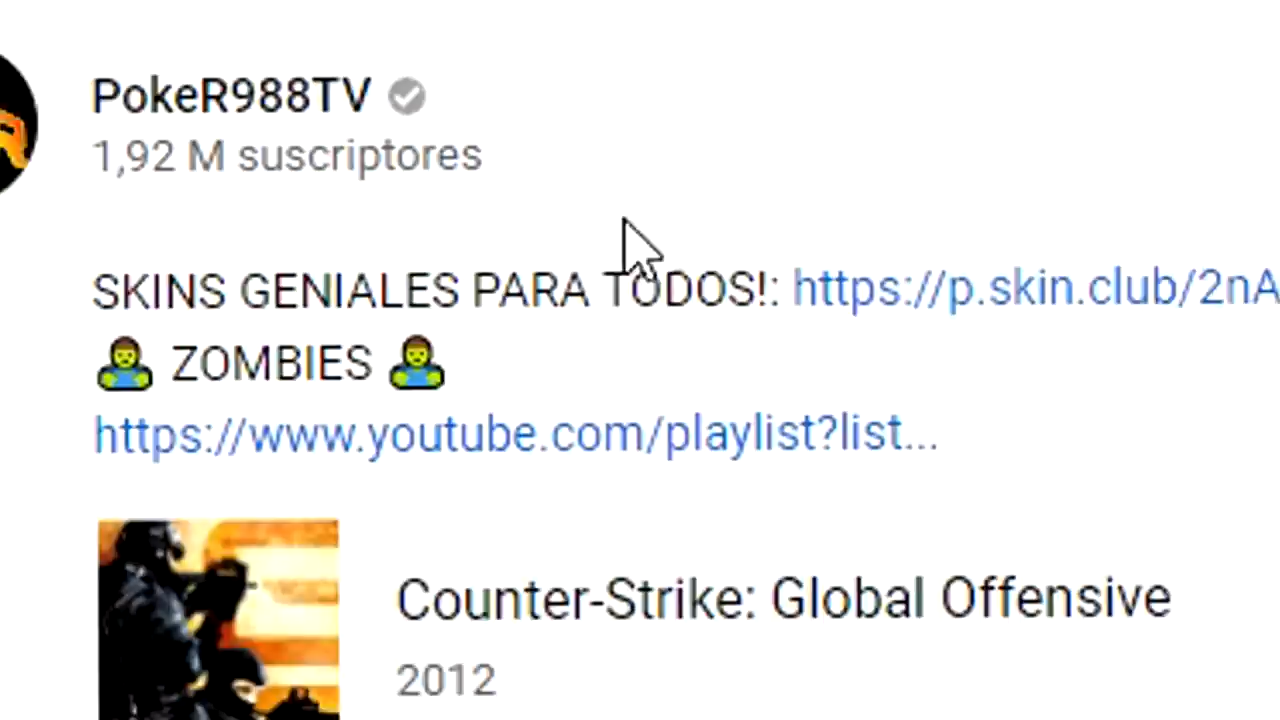 PokeR988TV
1,92 M suscriptores
SKINS GENIALES PARA TODOS!: https://p.skin.club/2nA
ZOMBIES
https://www.youtube.com/playlist?list...
Counter-Strike: Global Offensive
2012